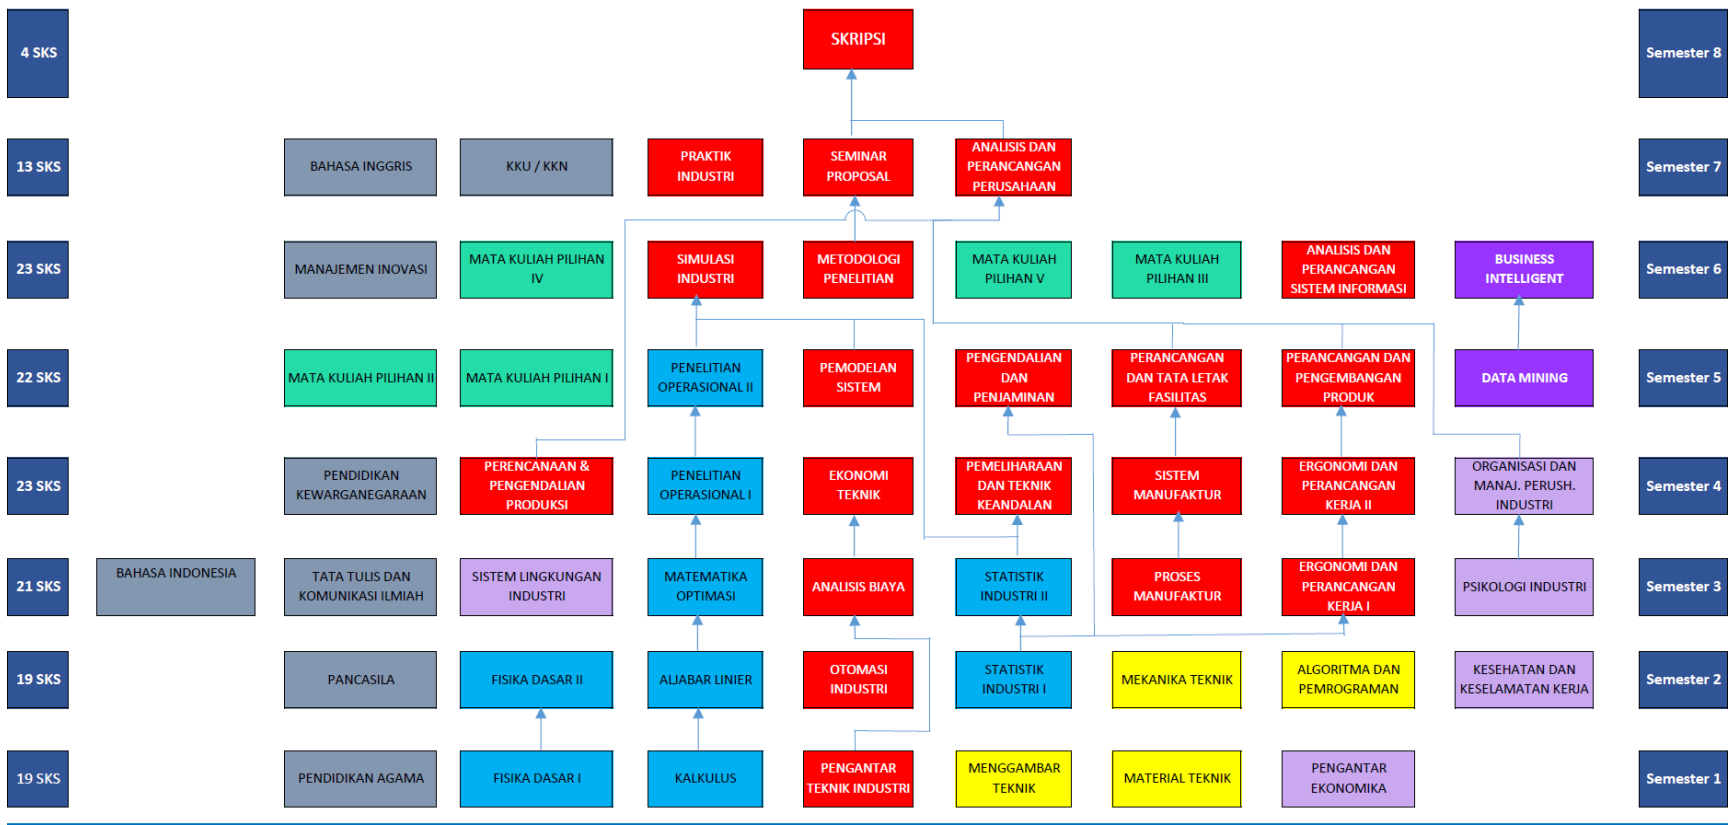 4 SKS
SKRIPSI
Semester 8
13 SKS
BAHASA INGGRIS
KKU / KKN
PRAKTIK
INDUSTRI
SEMINAR
PROPOSAL
ANALISIS DAN
PERANCANGAN
PERUSAHAAN
Semester 7
23 SKS
MANAJEMEN INOVASI
MATA KULIAH PILIHAN
IV
SIMULASI
INDUSTRI
METODOLOGI
PENELITIAN
MATA KULIAH
PILIHAN V
MATA KULIAH
PILIHAN III
ANALISIS DAN
PERANCANGAN
SISTEM INFORMASI
BUSINESS
INTELLIGENT
Semester 6
22 SKS
MATA KULIAH PILIHAN II
MATA KULIAH PILIHAN I
PENELITIAN
OPERASIONAL II
PEMODELAN
SISTEM
PENGENDALIAN
DAN
PENJAMINAN
PERANCANGAN
DAN TATA LETAK
FASILITAS
PERANCANGAN DAN
PENGEMBANGAN
PRODUK
DATA MINING
Semester 5
23 SKS
PENDIDIKAN
KEWARGANEGARAAN
PERENCANAAN &
PENGENDALIAN
PRODUKSI
PENELITIAN
OPERASIONAL I
EKONOMI
TEKNIK
PEMELIHARAAN
DAN TEKNIK
KEANDALAN
SISTEM
MANUFAKTUR
ERGONOMI DAN
PERANCANGAN
KERJA II
ORGANISASI DAN
MANAJ. PERUSH.
INDUSTRI
Semester 4
21 SKS
BAHASA INDONESIA
TATA TULIS DAN
KOMUNIKASI ILMIAH
SISTEM LINGKUNGAN
INDUSTRI
MATEMATIKA
OPTIMASI
ANALISIS BIAYA
STATISTIK
INDUSTRI II
PROSES
MANUFAKTUR
ERGONOMI DAN
PERANCANGAN
KERJA I
PSIKOLOGI INDUSTRI
Semester 3
19 SKS
PANCASILA
FISIKA DASAR II
ALJABAR LINIER
OTOMASI
INDUSTRI
STATISTIK
INDUSTRI I
MEKANIKA TEKNIK
ALGORITMA DAN
PEMROGRAMAN
KESEHATAN DAN
KESELAMATAN KERJA
Semester 2
19 SKS
PENDIDIKAN AGAMA
FISIKA DASAR I
KALKULUS
PENGANTAR
TEKNIK INDUSTRI
MENGGAMBAR
TEKNIK
MATERIAL TEKNIK
PENGANTAR
EKONOMIKA
Semester 1